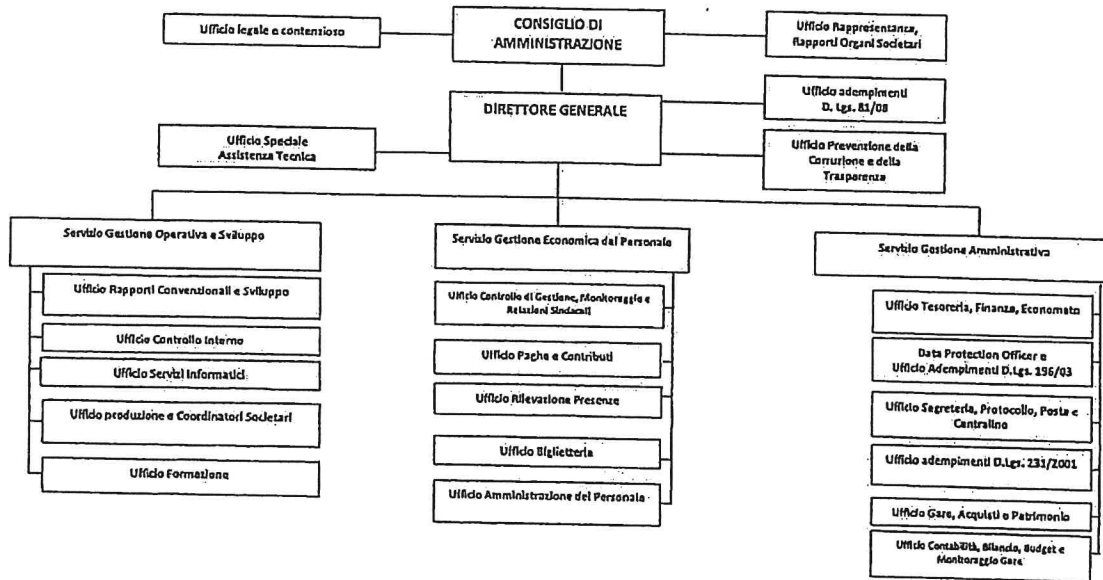 Ufficio legale e contenzioso
CONSIGLIO DI
AMMINISTRAZIONE
Ufficio Rappresentanza,
Rapporti Organi Societari
DIRETTORE GENERALE
Ufficio adempimenti
D. Lgs. 81/08
Ufficio Speciale
Assistenza Tecnica
Ufficio Prevenzione della
Corruzione e della
Trasparenza
Servizio Gestione Operativa e Sviluppo
Ufficio Rapporti Convenzionali e Sviluppo
Ufficio Controllo Interno
Ufficio Servizi Informatici
Ufficio produzione e Coordinatori Societari
Ufficio Formazione
Servizio Gestione Economica del Personale
Ufficio Controllo di Gestione, Monitoraggio e
Relazioni Sindacali
Ufficio Paghe e Contributi
Ufficio Rilevazione Presenze
Ufficio Biglietteria
Ufficio Amministrazione del Personale
Servizio Gestione Amministrativa
Ufficio Tesoreria, Finanza, Economato
Data Protection Officer e
Ufficio Adempimenti D.Lgs. 196/03
Ufficio Segreteria, Protocollo, Posta e
Centralino
Ufficio adempimenti D.Lgs. 231/2001
Ufficio Gare, Acquisti e Patrimonio
Ufficio Contabilità, Bilancio, Budget e
Monitoraggio Gare